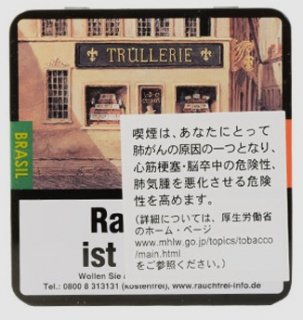 TRÜLLERIE
BRASIL
喫煙は、あなたにとって
肺がんの原因の一つとなり、
心筋梗塞・脳卒中の危険性、
肺気腫を悪化させる危険
性を高めます。
(詳細については、厚生労働省
のホーム・ページ
www.mhlw.go.jp/topics/tobacco
/main.html
をご参照ください。)
Ra
ist
Wollen Sie
Tel.: 0800 8 313131 (kostenfrei), www.rauchfrei-info.de